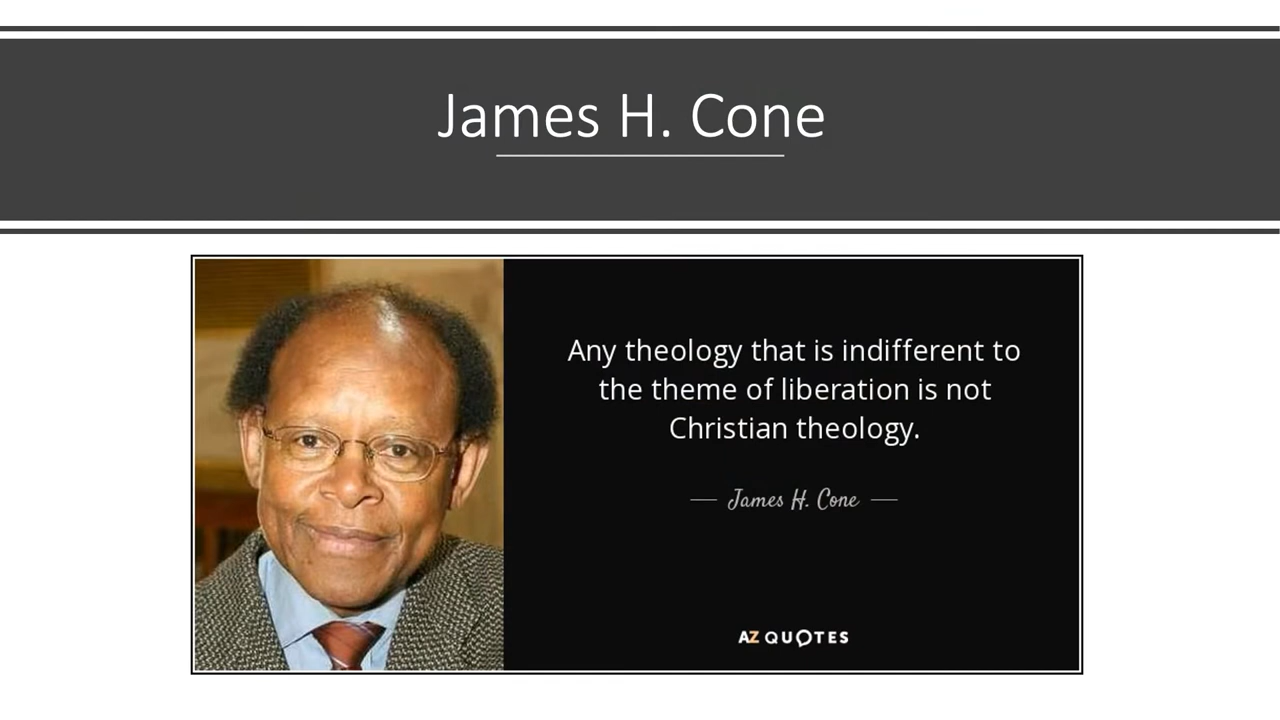 James H. Cone
Any theology that is indifferent to
the theme of liberation is not
Christian theology.
James H. Cone
AZ QUOTES